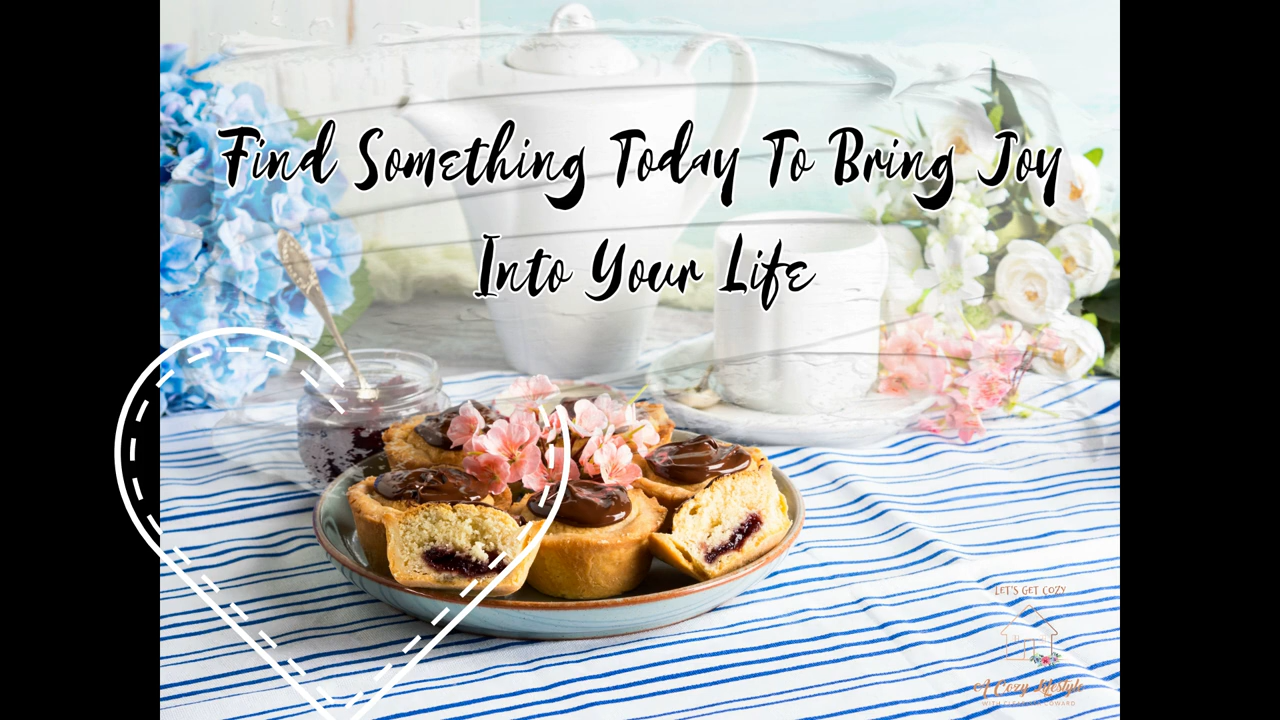 Find Something Today To Bring Joy
Into Your Life
LET'S GET COZY
A Cozy Lifestyle